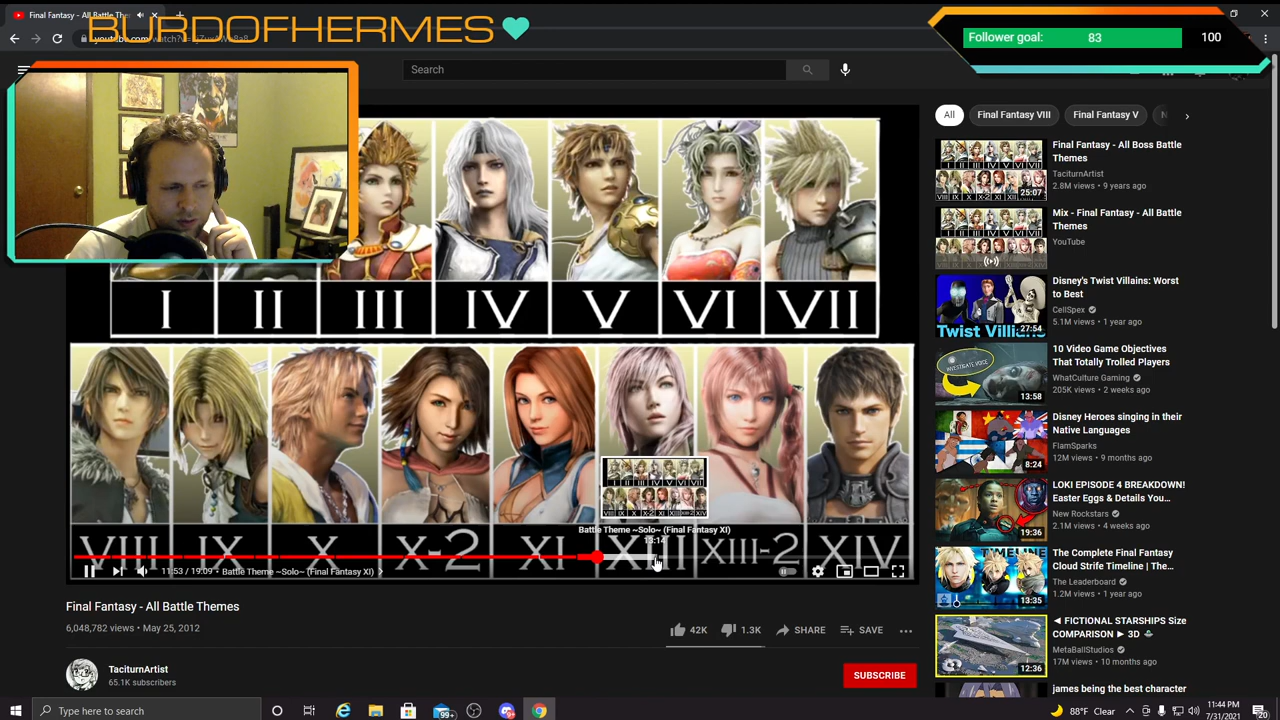 Final Fantasy - All Battle The
BURDOFHERMES
Follower goal: 83 100
Search
I II III IV V VI VII
VIII IX X X-2 XI XIII XIII-2 XIV
Battle Theme ~Solo~ (Final Fantasy XI)
13:14
11:53 / 19:09 • Battle Theme ~Solo~ (Final Fantasy XI)
Final Fantasy - All Battle Themes
6,048,782 views • May 25, 2012
42K 1.3K SHARE SAVE
TaciturnArtist
65.1K subscribers
SUBSCRIBE
All Final Fantasy VIII Final Fantasy V
Final Fantasy - All Boss Battle
Themes
TaciturnArtist
2.8M views • 9 years ago
25:07
Mix - Final Fantasy - All Battle
Themes
YouTube
Disney's Twist Villains: Worst
to Best
CellSpex
5.1M views • 1 year ago
Twist Villains
27:54
10 Video Game Objectives
That Totally Trolled Players
WhatCulture Gaming
205K views • 2 weeks ago
13:58
Disney Heroes singing in their
Native Languages
FlamSparks
12M views • 9 months ago
8:24
LOKI EPISODE 4 BREAKDOWN!
Easter Eggs & Details You...
New Rockstars
2.1M views • 4 weeks ago
19:36
The Complete Final Fantasy
Cloud Strife Timeline | The...
The Leaderboard
1.2M views • 1 year ago
TIMELINE
13:35
◄ FICTIONAL STARSHIPS Size
COMPARISON ► 3D
MetaBallStudios
17M views • 10 months ago
12:36
james being the best character
Type here to search
99+
88°F Clear
11:44 PM
7/31/2021
20